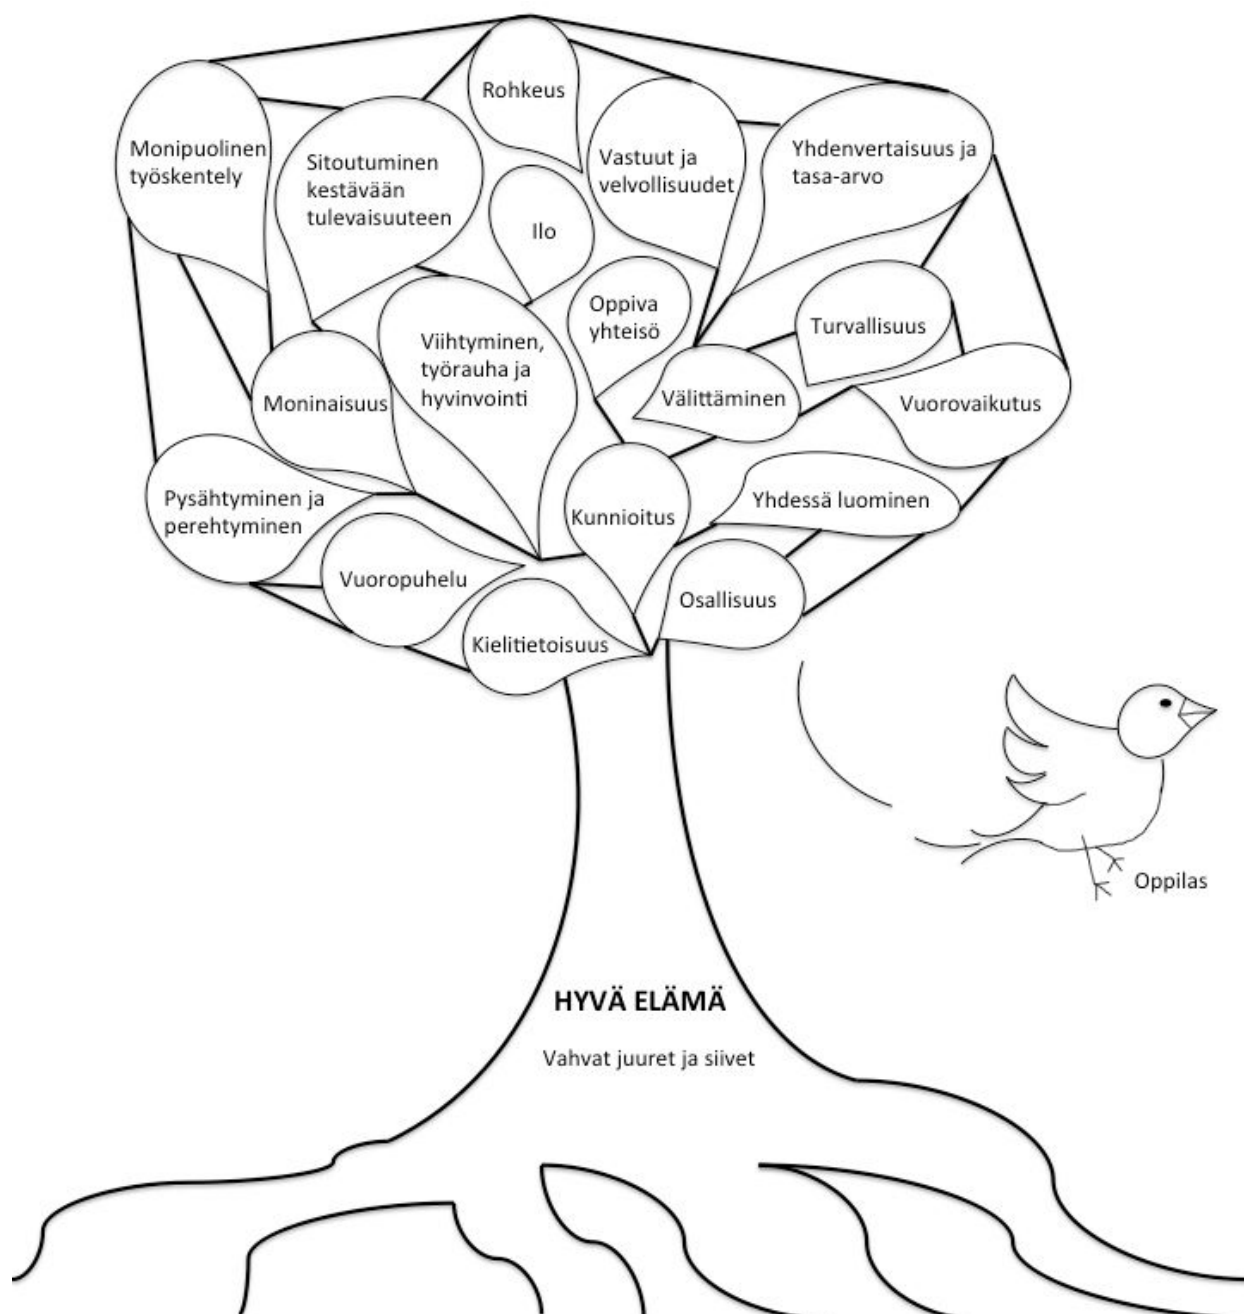 Rohkeus
Monipuolinen
työskentely
Sitoutuminen
kestävään
tulevaisuuteen
Vastuut ja
velvollisuudet
Yhdenvertaisuus ja
tasa-arvo
Ilo
Oppiva
yhteisö
Turvallisuus
Viihtyminen,
työrauha ja
hyvinvointi
Moninaisuus
Välittäminen
Vuorovaikutus
Pysähtyminen ja
perehtyminen
Kunnioitus
Yhdessä luominen
Vuoropuhelu
Osallisuus
Kielitietoisuus
Oppilas
HYVÄ ELÄMÄ
Vahvat juuret ja siivet